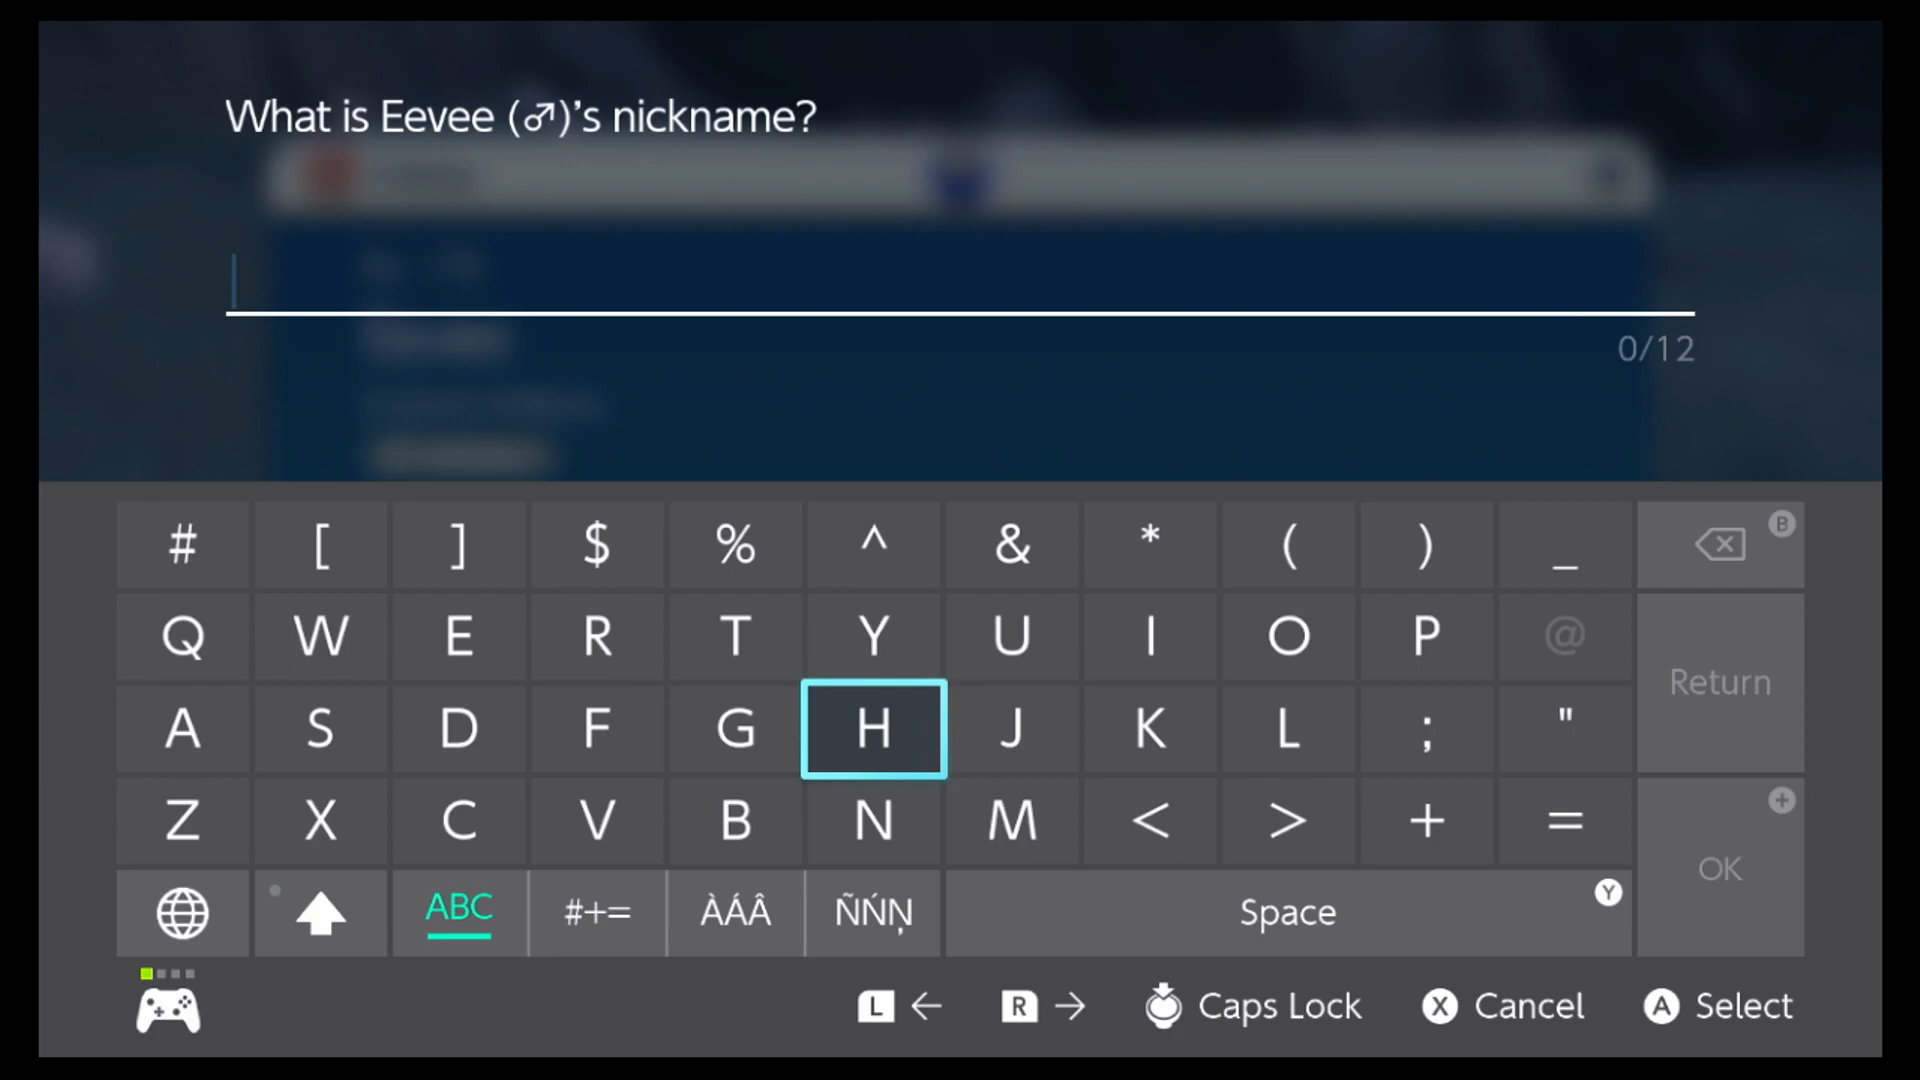 What is Eevee (♂)'s nickname?
0/12
# [ ] $ % ^ & * ( ) _ B
Q W E R T Y U I O P @ Return
A S D F G H J K L ; "
Z X C V B N M < > + = + OK
ABC #+= ÀÁÂ ÑŃŅ Space Y
L ← R → Caps Lock X Cancel A Select